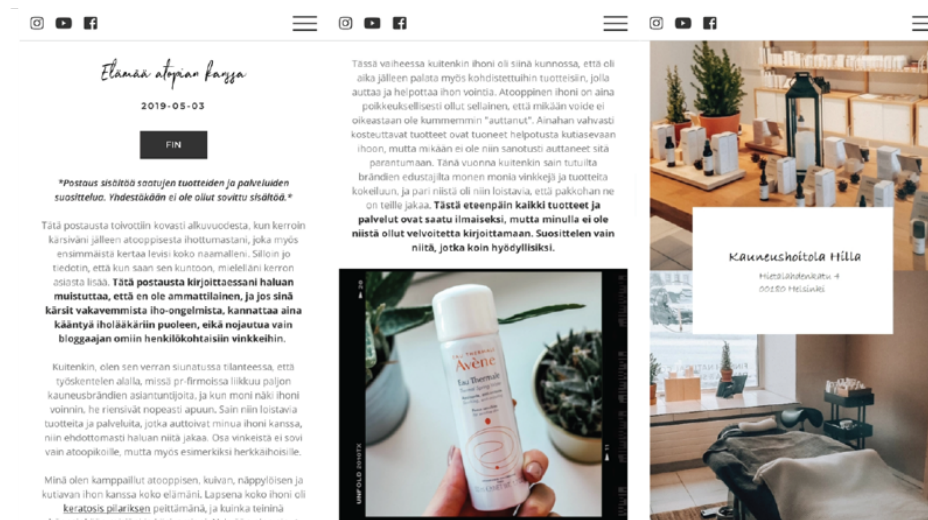 Elämää atopian kanssa
2019-05-03
FIN
*Postaus sisältää saatujen tuotteiden ja palveluiden
suosittelua. Yhdestäkään ei ole ollut sovittu sisältöä.*
Tätä postausta toivottiin kovasti alkuvuodesta, kun kerroin
kärsiväni jälleen atooppisesta ihottumastani, joka myös
ensimmäistä kertaa levisi koko naamalleni. Silloin jo
tiedotin, että kun saan sen kuntoon, mielelläni kerron
asiasta lisää. Tätä postausta kirjoittaessani haluan
muistuttaa, että en ole ammattilainen, ja jos sinä
kärsit vakavemmista iho-ongelmista, kannattaa aina
kääntyä iholääkäriin puoleen, eikä nojautua vain
bloggaajan omiin henkilökohtaisiin vinkkeihin.
Kuitenkin, olen sen verran siunatussa tilanteessa, että
työskentelen alalla, missä pr-firmoissa liikkuu paljon
kauneusbrändien asiantuntijoita, ja kun moni näki ihoni
voinnin, he riensivät nopeasti apuun. Sain niin loistavia
tuotteita ja palveluita, jotka auttoivat minua ihoni kanssa,
niin ehdottomasti haluan niitä jakaa. Osa vinkeistä ei sovi
vain atoopikoille, mutta myös esimerkiksi herkkäihoisille.
Minä olen kamppaillut atooppisen, kuivan, näppylöisen ja
kutiavan ihon kanssa koko elämäni. Lapsena koko ihoni oli
keratosis pilariksen peittämänä, ja kuinka teininä
Tässä vaiheessa kuitenkin ihoni oli siinä kunnossa, että oli
aika jälleen palata myös kohdistettuihin tuotteisiin, jolla
auttaa ja helpottaa ihon vointia. Atooppinen ihoni on aina
poikkeuksellisesti ollut sellainen, että mikään voide ei
oikeastaan ole kummemmin "auttanut". Ainahan vahvasti
kosteuttavat tuotteet ovat tuoneet helpotusta kutiasevaan
ihoon, mutta mikään ei ole niin sanotusti auttaneet sitä
parantumaan. Tänä vuonna kuitenkin sain tutuilta
brändien edustajilta monen monia vinkkejä ja tuotteita
kokeiluun, ja pari niistä oli niin loistavia, että pakkohan ne
on teille jakaa. Tästä eteenpäin kaikki tuotteet ja
palvelut ovat saatu ilmaiseksi, mutta minulla ei ole
niistä ollut velvoitetta kirjoittamaan. Suosittelen vain
niitä, jotka koin hyödyllisiksi.
EAU THERMALE
Avène
Eau Thermale
Thermal Spring Water
UNFOLD 2010TX
20
11
Kauneushoitola Hilla
Hietalahdenkatu 4
00180 Helsinki